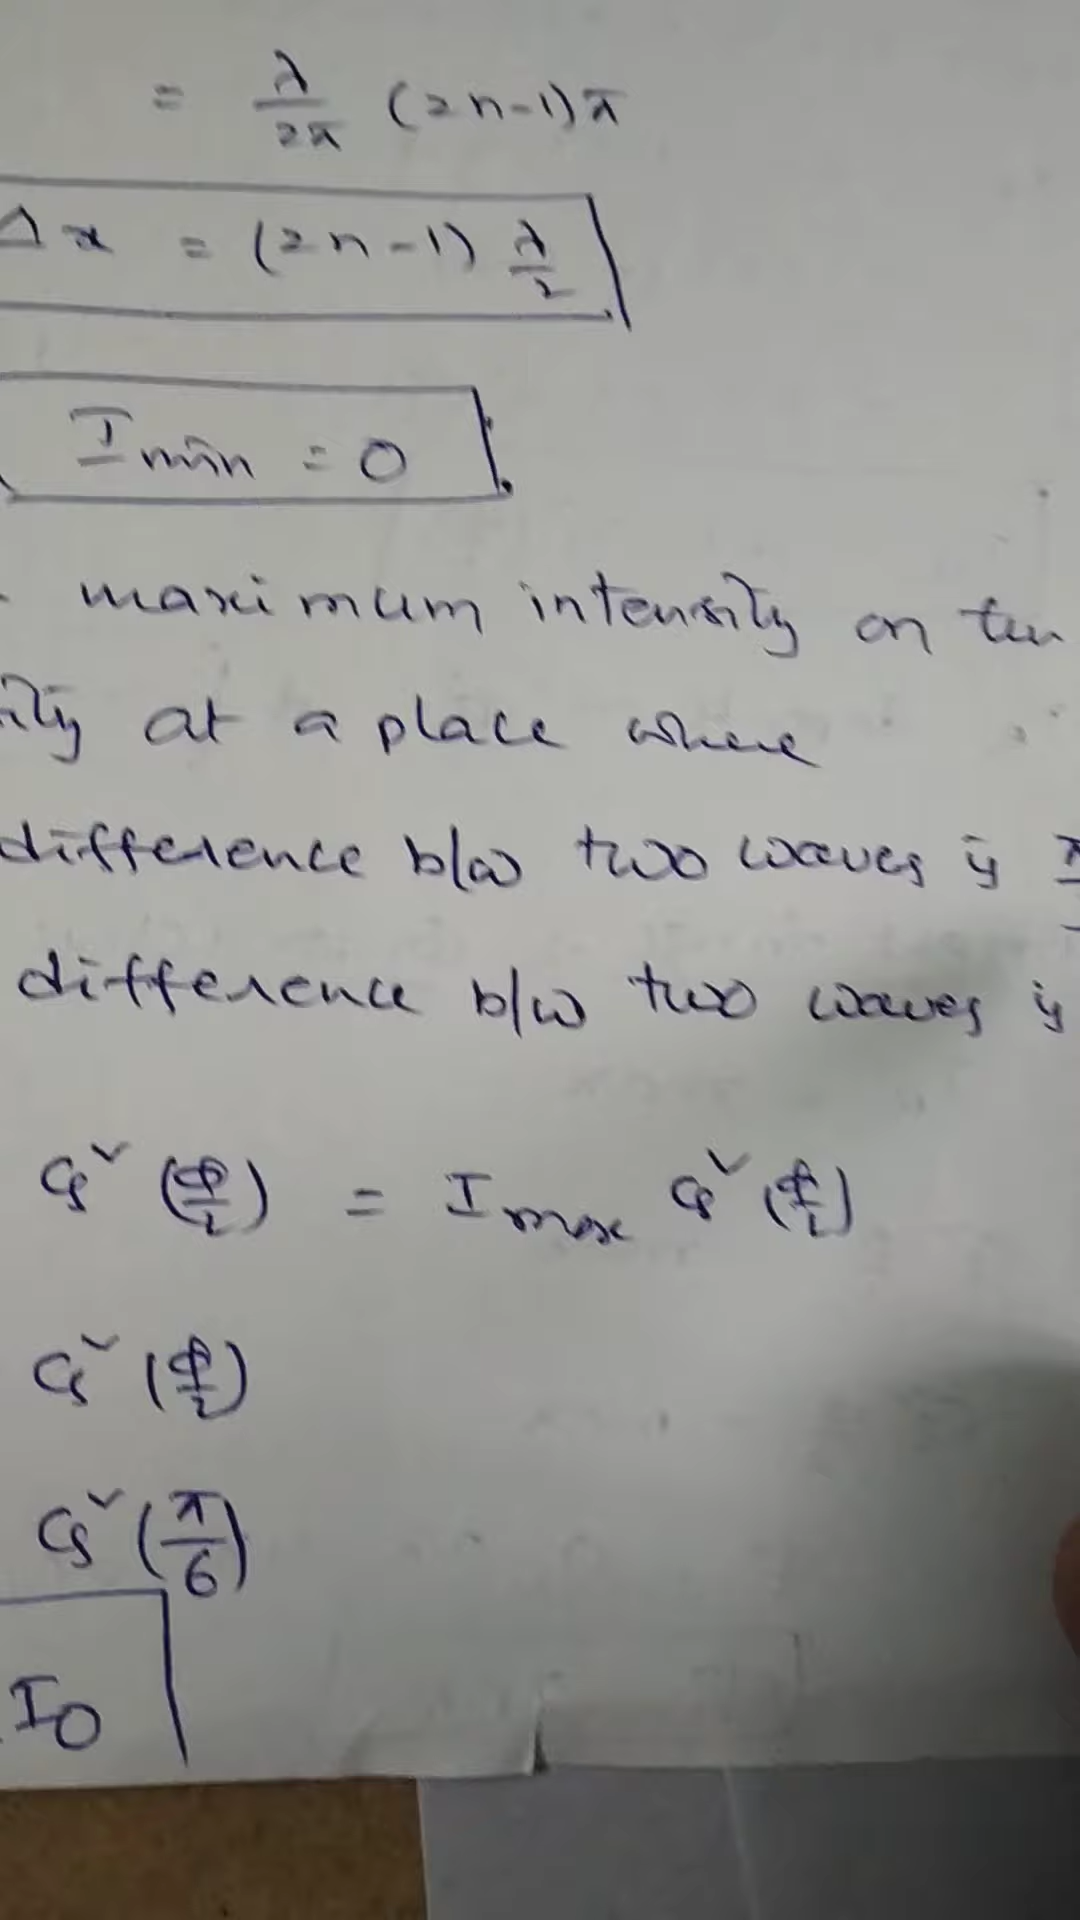 = λ/2π (2n-1)π
Δx = (2n-1) λ/2
Imin = 0
maximum intensity on
at a place where
difference b/w two waves is
difference b/w two waves is
cos² (φ/2) = Imax cos² (φ/2)
cos² (φ/2)
cos² (π/6)
I0